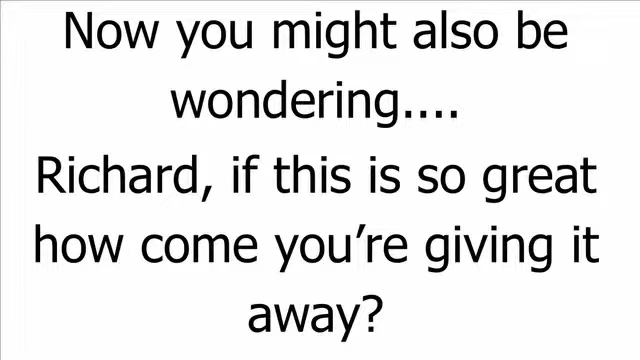 Now you might also be
wondering....
Richard, if this is so great
how come you’re giving it
away?